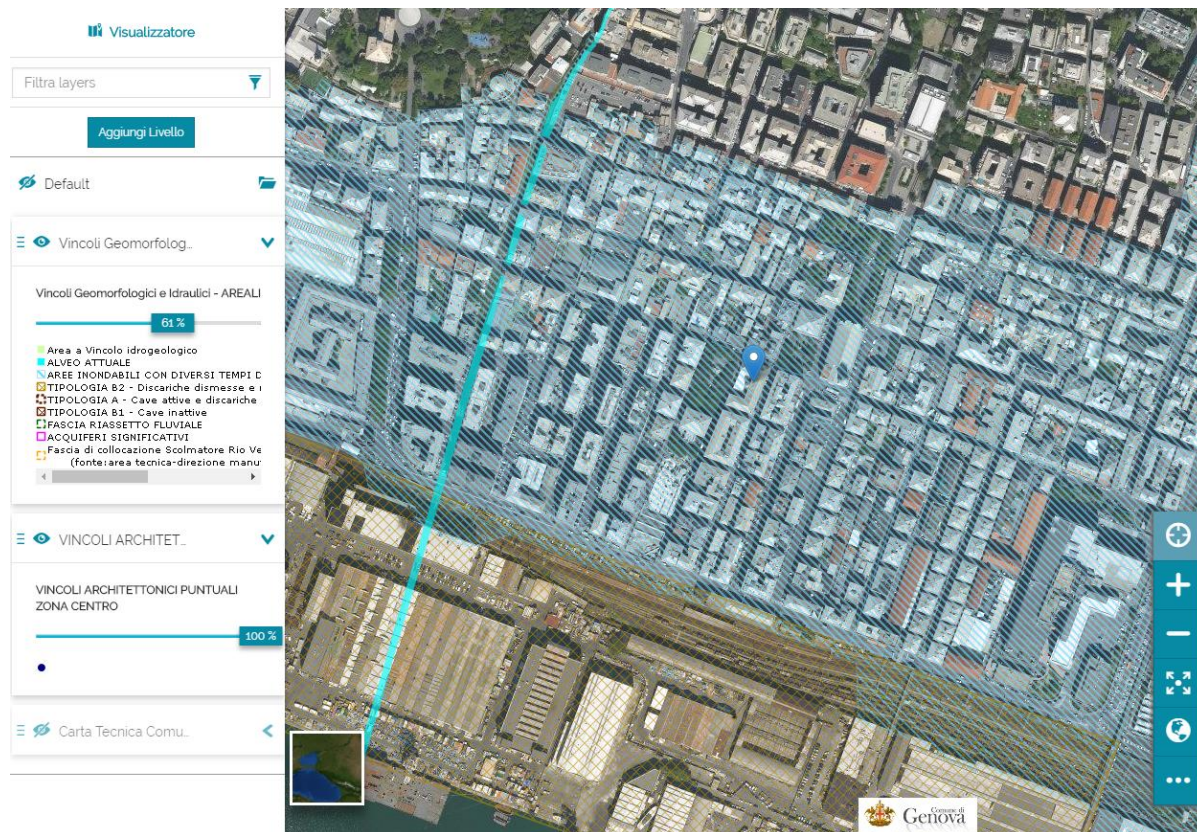 Visualizzatore
Filtra layers
Aggiungi Livello
Default
Vincoli Geomorfolog...
Vincoli Geomorfologici e Idraulici - AREALI
61 %
Area a Vincolo idrogeologico
ALVEO ATTUALE
AREE INONDABILI CON DIVERSI TEMPI D
TIPOLOGIA B2 - Discariche dismesse e
TIPOLOGIA A - Cave attive e discariche
TIPOLOGIA B1 - Cave inattive
FASCIA RIASSETTO FLUVIALE
ACQUIFERI SIGNIFICATIVI
Fascia di collocazione Scolmatore Rio Ve
(fonte:area tecnica-direzione manu
VINCOLI ARCHITET...
VINCOLI ARCHITETTONICI PUNTUALI
ZONA CENTRO
100 %
Carta Tecnica Comu...
Comune di
Genova